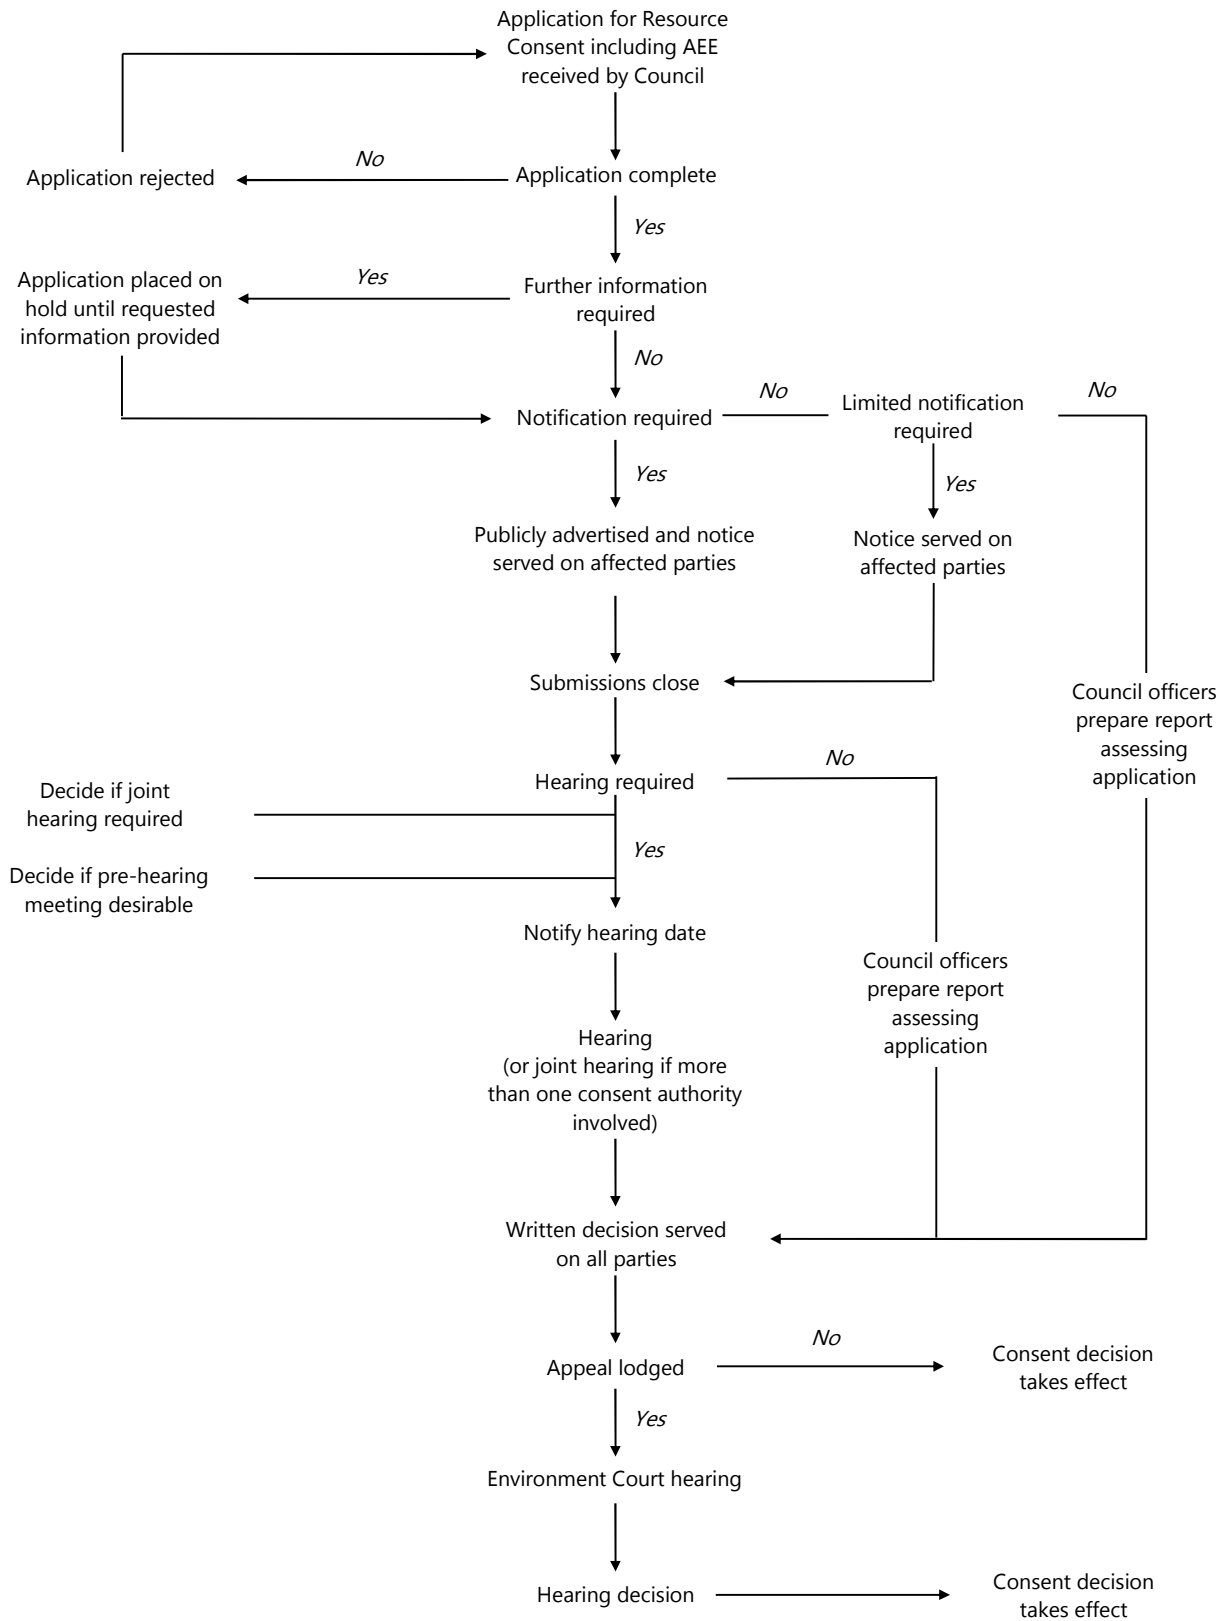 Application for Resource
Consent including AEE
received by Council
No
Application rejected
Application complete
Yes
Application placed on
hold until requested
information provided
Yes
Further information
required
No
Notification required
No
Limited notification
required
No
Yes
Yes
Publicly advertised and notice
served on affected parties
Notice served on
affected parties
Submissions close
Council officers
prepare report
assessing
application
Hearing required
No
Decide if joint
hearing required
Yes
Decide if pre-hearing
meeting desirable
Notify hearing date
Council officers
prepare report
assessing
application
Hearing
(or joint hearing if more
than one consent authority
involved)
Written decision served
on all parties
Appeal lodged
No
Consent decision
takes effect
Yes
Environment Court hearing
Hearing decision
Consent decision
takes effect